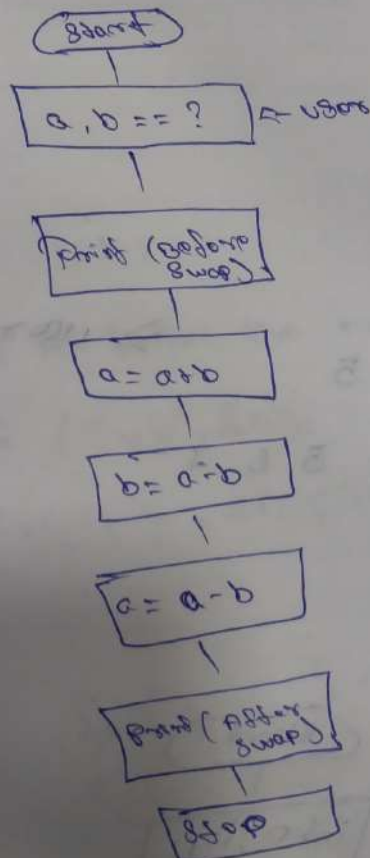 Start
a, b == ?
← user
Print (Before
Swap)
a = a+b
b = a-b
a = a-b
Print (After
Swap)
Stop